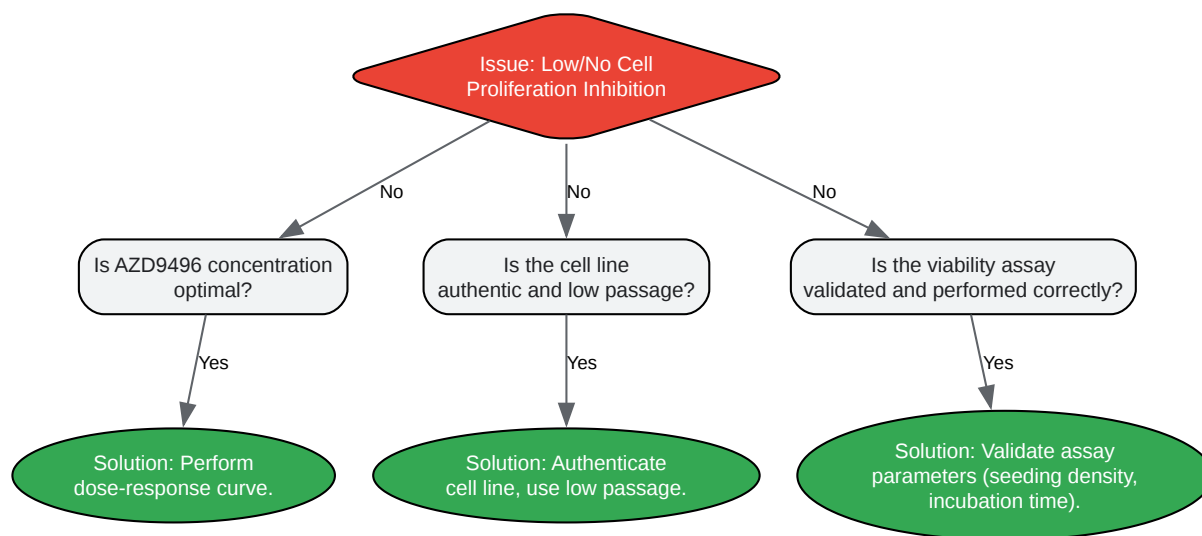 Issue: Low/No Cell
Proliferation Inhibition
No
No
No
Is AZD9496 concentration
optimal?
Is the cell line
authentic and low passage?
Is the viability assay
validated and performed correctly?
Yes
Yes
Yes
Solution: Perform
dose-response curve.
Solution: Authenticate
cell line, use low passage.
Solution: Validate assay
parameters (seeding density,
incubation time).